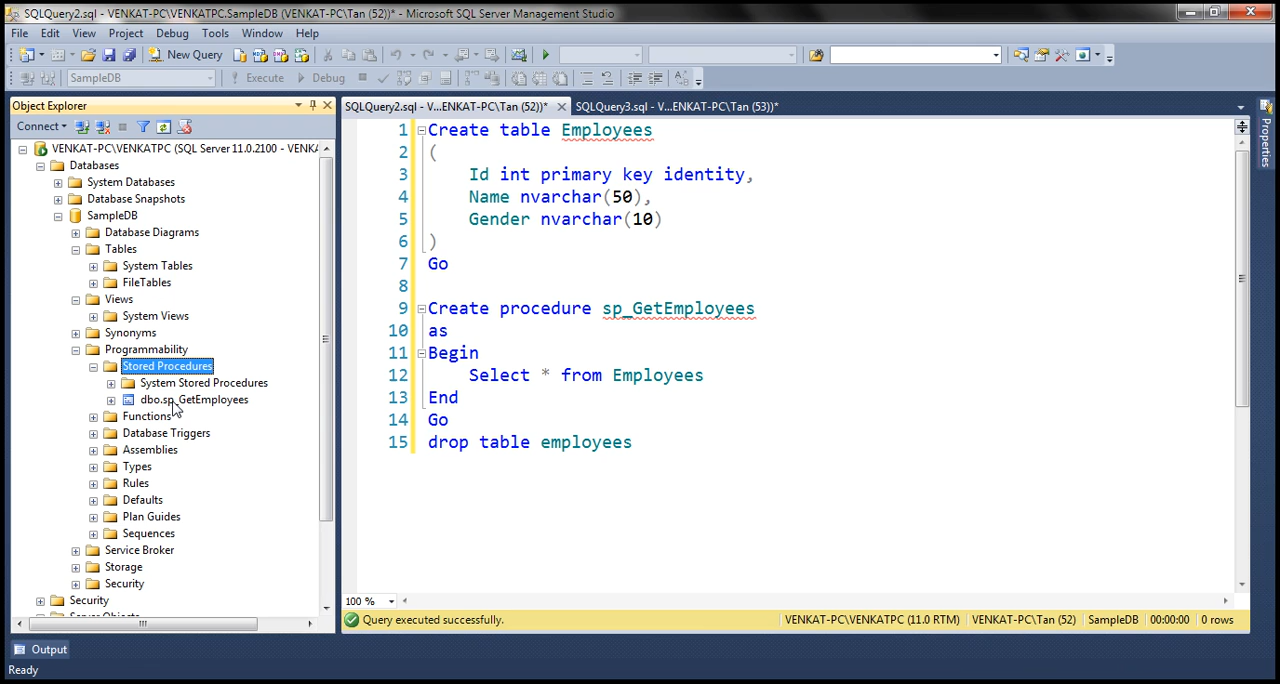 SQLQuery2.sql - VENKAT-PC\VENKATPC.SampleDB (VENKAT-PC\Tan (52))* - Microsoft SQL Server Management Studio
File Edit View Project Debug Tools Window Help
New Query
SampleDB Execute Debug
Object Explorer
Connect
VENKAT-PC\VENKATPC (SQL Server 11.0.2100 - VENKA
Databases
System Databases
Database Snapshots
SampleDB
Database Diagrams
Tables
System Tables
FileTables
Views
System Views
Synonyms
Programmability
Stored Procedures
System Stored Procedures
dbo.sp_GetEmployees
Functions
Database Triggers
Assemblies
Types
Rules
Defaults
Plan Guides
Sequences
Service Broker
Storage
Security
Security
Server Objects
SQLQuery2.sql - V...ENKAT-PC\Tan (52))* SQLQuery3.sql - V...ENKAT-PC\Tan (53))*
1 Create table Employees
2 (
3 Id int primary key identity,
4 Name nvarchar(50),
5 Gender nvarchar(10)
6 )
7 Go
8
9 Create procedure sp_GetEmployees
10 as
11 Begin
12 Select * from Employees
13 End
14 Go
15 drop table employees
100 %
Query executed successfully. VENKAT-PC\VENKATPC (11.0 RTM) VENKAT-PC\Tan (52) SampleDB 00:00:00 0 rows
Properties
Output
Ready